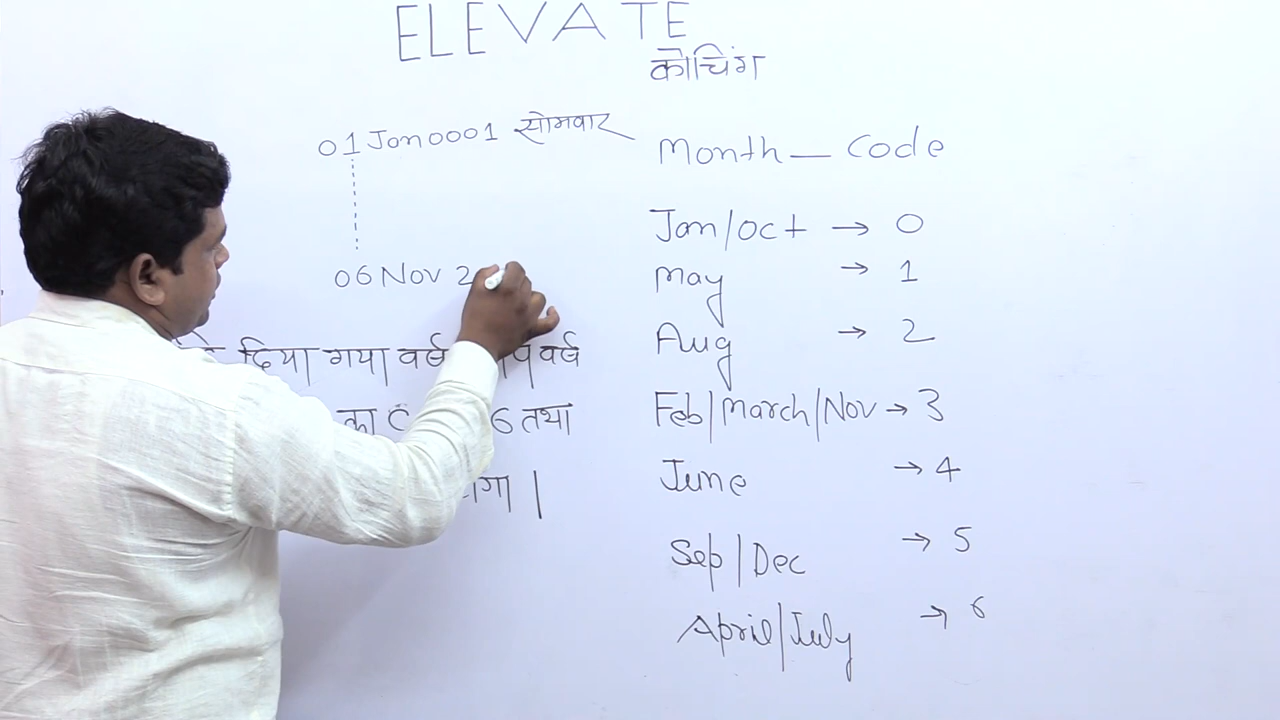 ELEVATE
कोचिंग
01 Jan 0001 सोमवार
06 Nov 2
दिया गया वर्ष वर्ष
का 6 तथा
|
Month — Code
Jan/Oct → 0
May → 1
Aug → 2
Feb/March/Nov → 3
June → 4
Sep/Dec → 5
April/July → 6